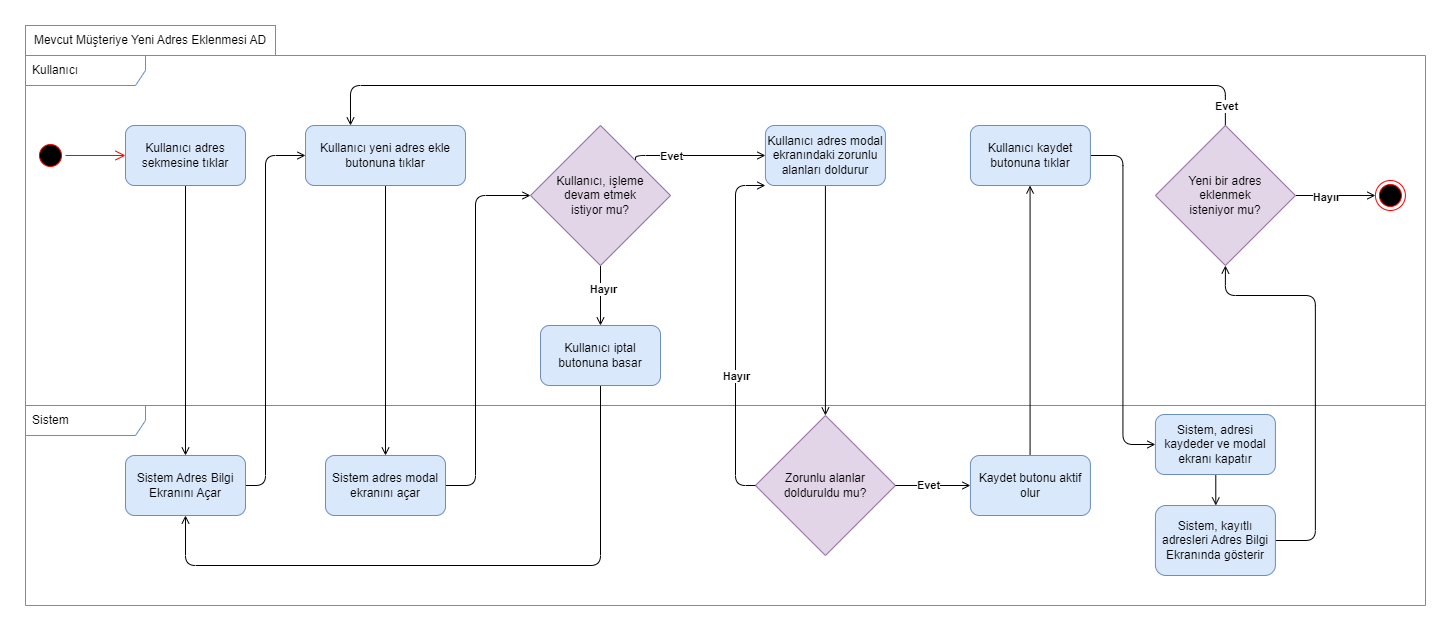 Mevcut Müşteriye Yeni Adres Eklenmesi AD
Kullanıcı
Evet
Kullanıcı adres
sekmesine tıklar
Kullanıcı yeni adres ekle
butonuna tıklar
Kullanıcı, işleme
devam etmek
istiyor mu?
Evet
Kullanıcı adres modal
ekranındaki zorunlu
alanları doldurur
Kullanıcı kaydet
butonuna tıklar
Yeni bir adres
eklenmek
isteniyor mu?
Hayır
Hayır
Kullanıcı iptal
butonuna basar
Hayır
Sistem
Sistem Adres Bilgi
Ekranını Açar
Sistem adres modal
ekranını açar
Zorunlu alanlar
dolduruldu mu?
Evet
Kaydet butonu aktif
olur
Sistem, adresi
kaydeder ve modal
ekranı kapatır
Sistem, kayıtlı
adresleri Adres Bilgi
Ekranında gösterir